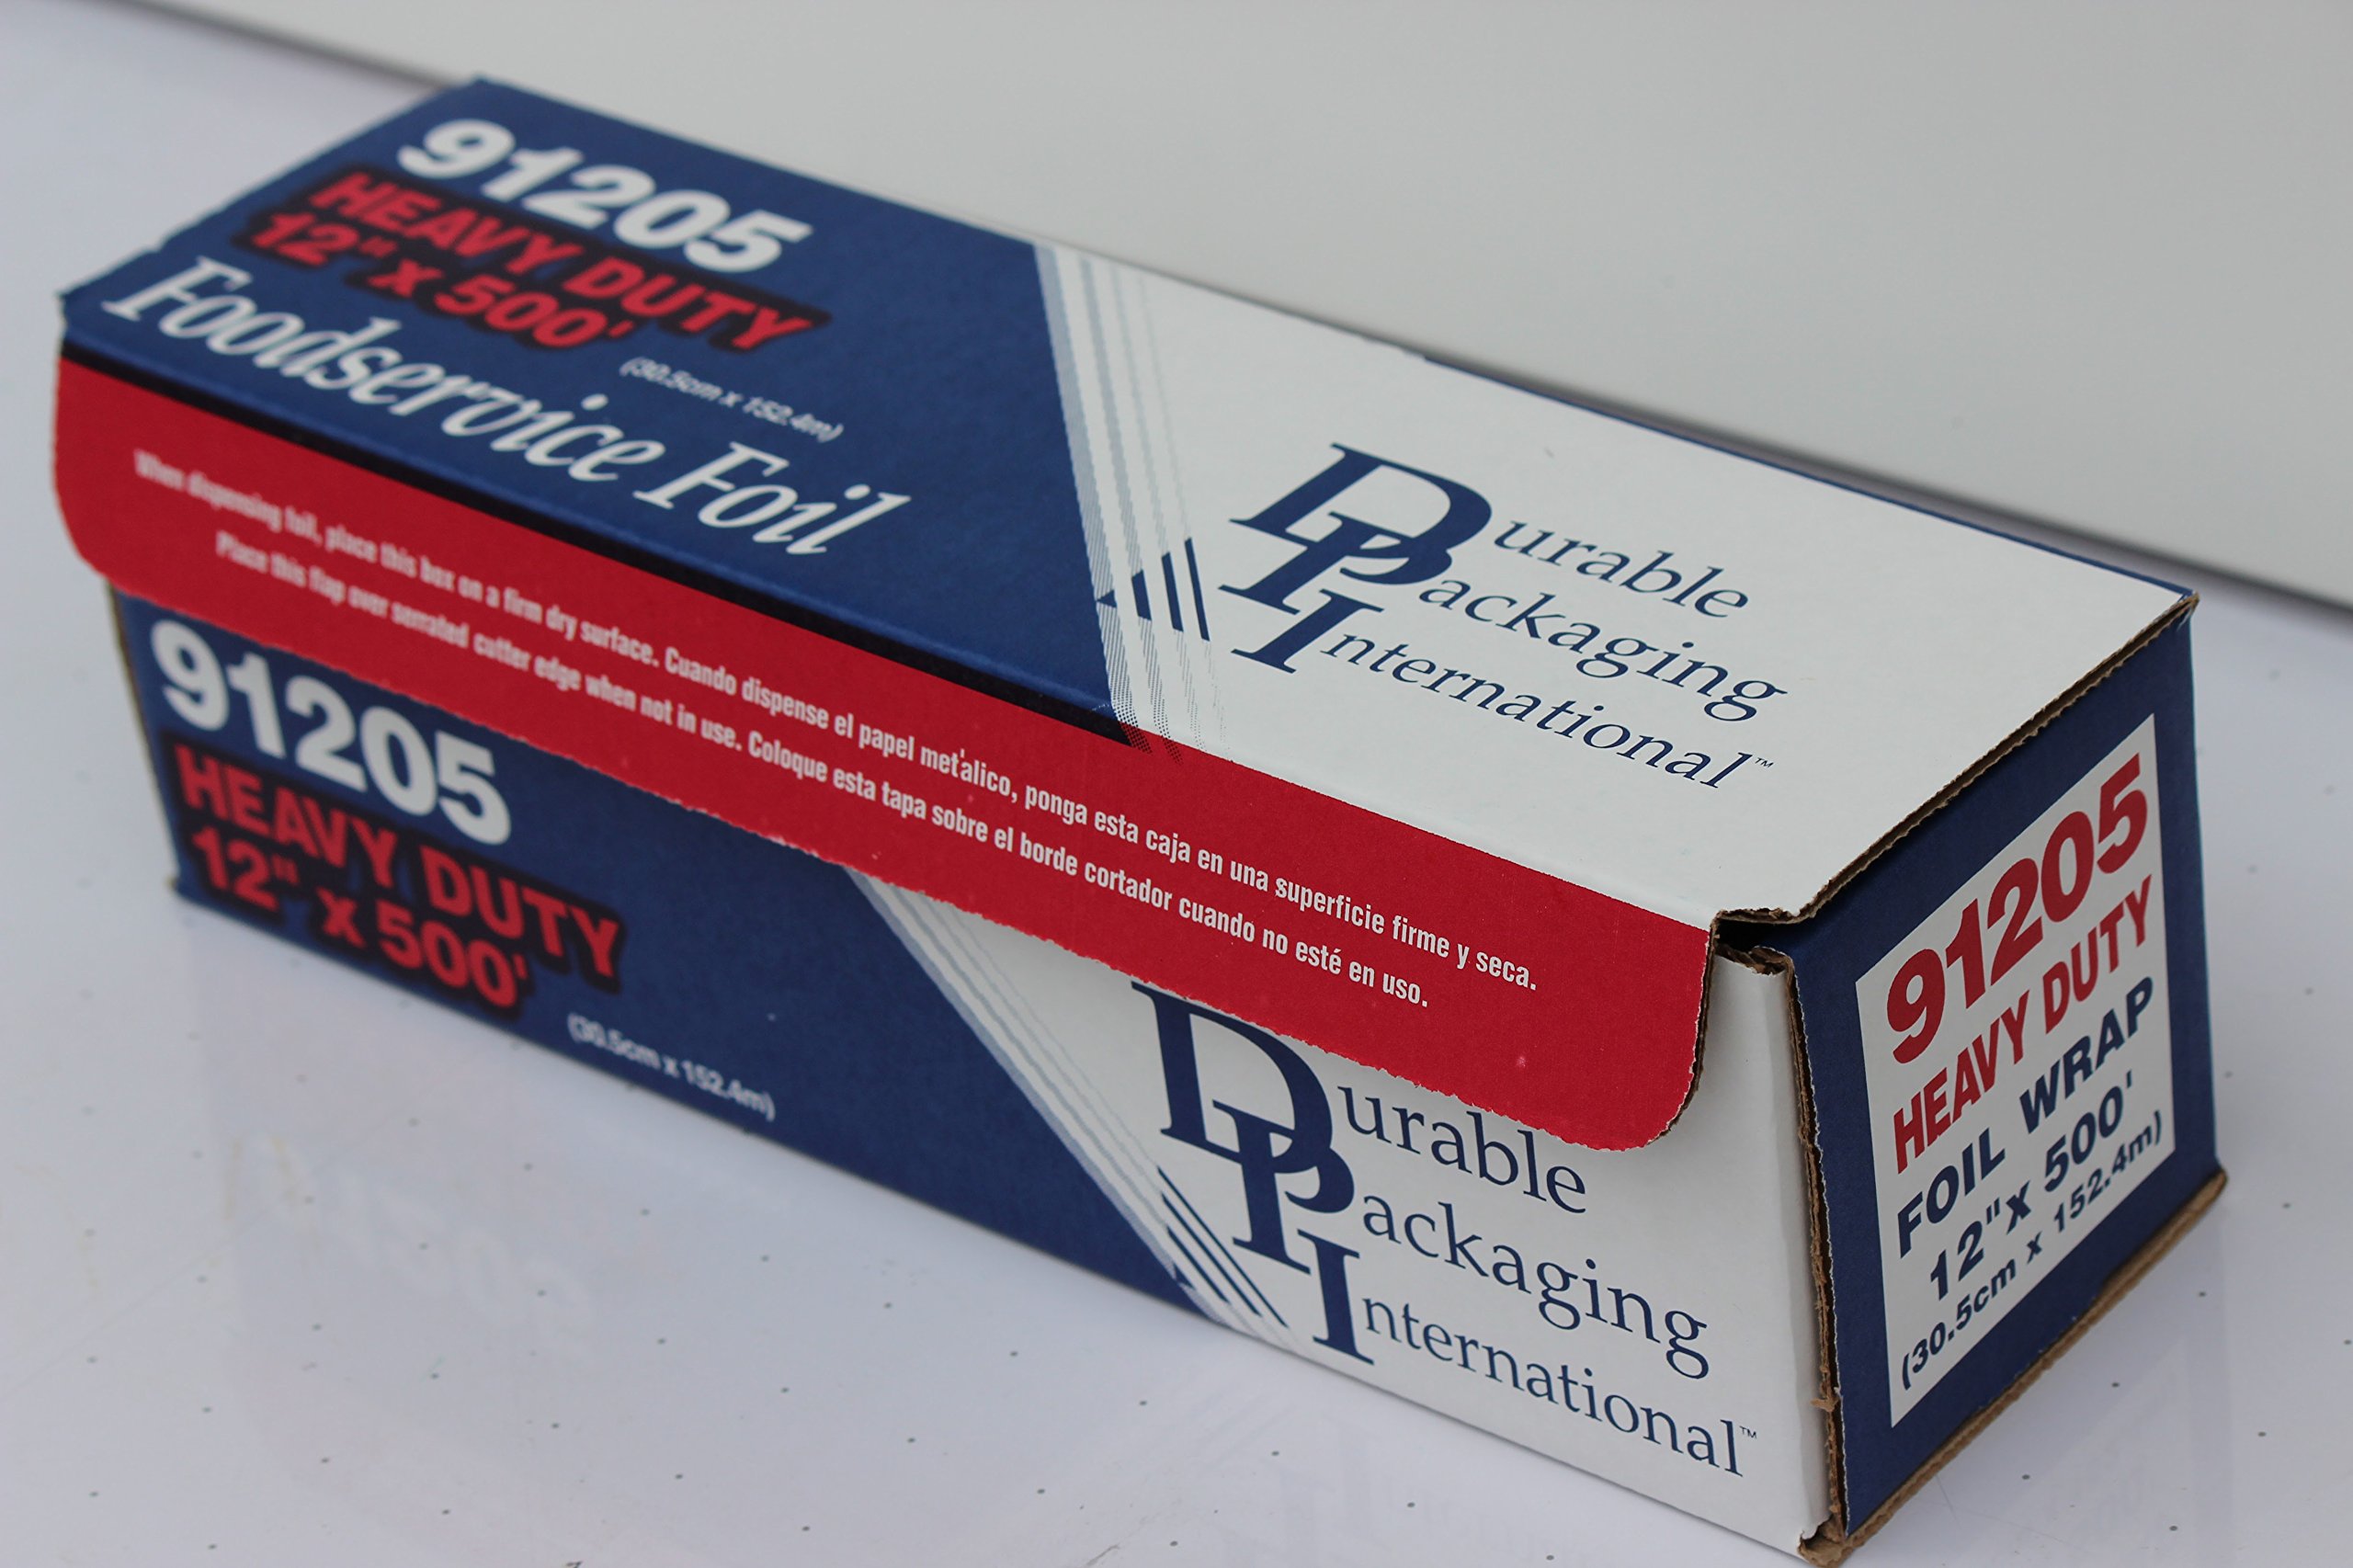 91205
HEAVY DUTY
12" x 500'
(30.5cm x 152.4m)
Foodservice Foil
Durable
Packaging
International™
When dispensing foil, place this box on a firm dry surface. Cuando dispense el papel met'alico, ponga esta caja en una superficie firme y seca.
Place this flap over serrated cutter edge when not in use. Coloque esta tapa sobre el borde cortador cuando no esté en uso.
91205
HEAVY DUTY
12" x 500'
(30.5cm x 152.4m)
Durable
Packaging
International™
91205
HEAVY DUTY
FOIL WRAP
12" x 500'
(30.5cm x 152.4m)